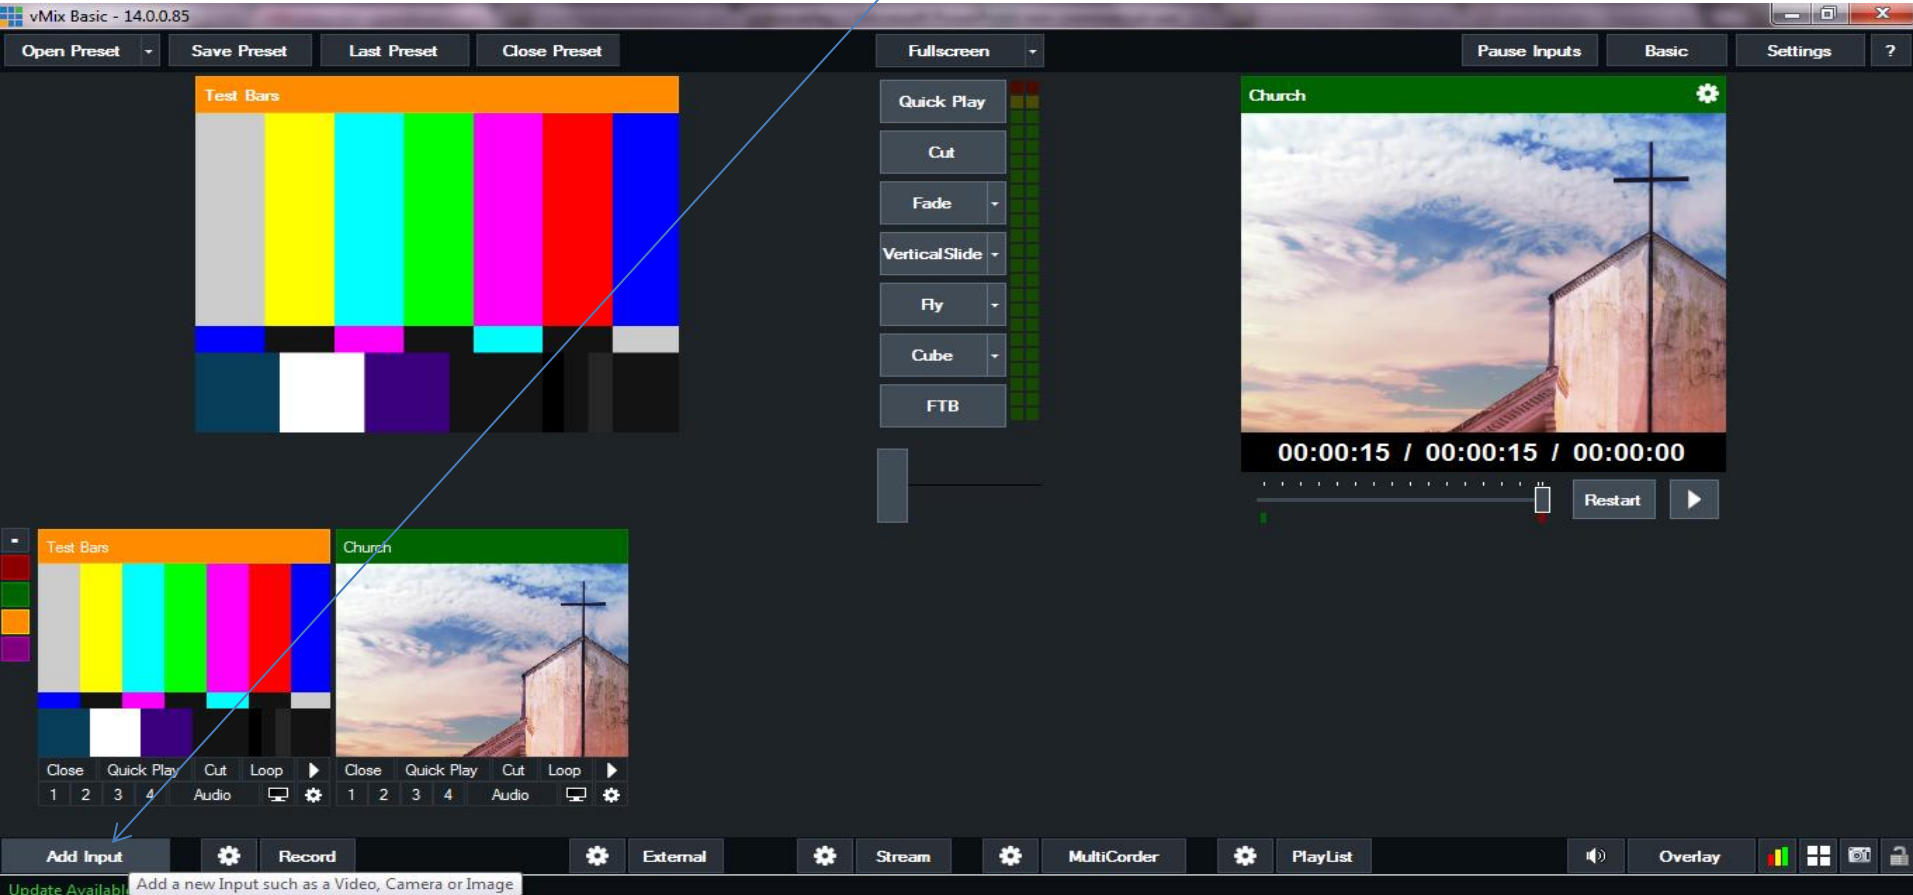 vMix Basic - 14.0.0.85
Open Preset Save Preset Last Preset Close Preset Fullscreen Pause Inputs Basic Settings ?
Test Bars
Quick Play
Cut
Fade
VerticalSlide
Fly
Cube
FTB
Church
00:00:15 / 00:00:15 / 00:00:00
Restart
Test Bars
Church
Close Quick Play Cut Loop
1 2 3 4 Audio
Close Quick Play Cut Loop
1 2 3 4 Audio
Add Input Record External Stream MultiCorder PlayList Overlay
Update Availabl
Add a new Input such as a Video, Camera or Image